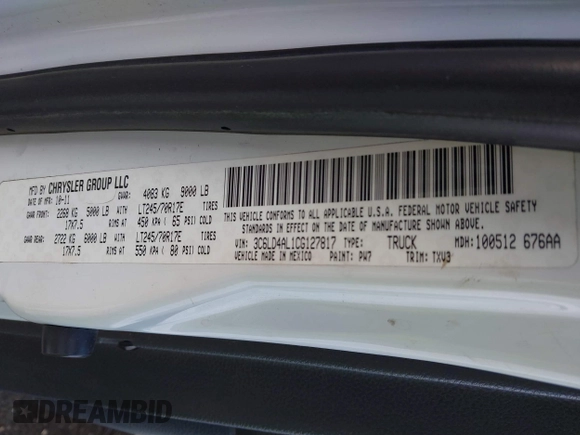 MFD BY CHRYSLER GROUP LLC
DATE OF MFR: 10-11 GVWR: 4083 KG 9000 LB
GAWR FRONT: 2268 KG 5000 LB WITH LT245/70R17E TIRES
17X7.5 RIMS AT 450 KPA ( 65 PSI) COLD
GAWR REAR: 2722 KG 6000 LB WITH LT245/70R17E TIRES
17X7.5 RIMS AT 550 KPA ( 80 PSI) COLD
THIS VEHICLE CONFORMS TO ALL APPLICABLE U.S.A. FEDERAL MOTOR VEHICLE SAFETY
STANDARDS IN EFFECT ON THE DATE OF MANUFACTURE SHOWN ABOVE.
VIN: 3C6LD4AL1CG127817 TYPE: TRUCK MDH: 100512 676AA
VEHICLE MADE IN MEXICO PAINT: PW7 TRIM: TXV3
DREAMBID